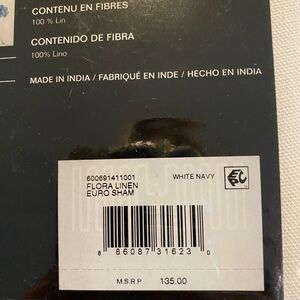 CONTENU EN FIBRES
100 % Lin
CONTENIDO DE FIBRA
100% Lino
MADE IN INDIA / FABRIQUÉ EN INDE / HECHO EN INDIA
600691411001 WHITE NAVY
FLORA LINEN
EURO SHAM
8 86087 31623 0
M.S.R.P 135.00